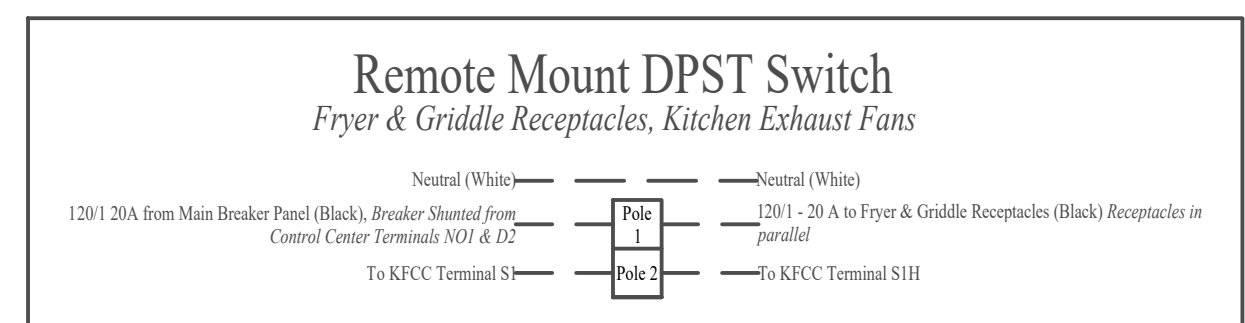 Remote Mount DPST Switch
Fryer & Griddle Receptacles, Kitchen Exhaust Fans
Neutral (White)
Neutral (White)
120/1 20A from Main Breaker Panel (Black), Breaker Shunted from
Control Center Terminals NO1 & D2
Pole
1
120/1 - 20 A to Fryer & Griddle Receptacles (Black) Receptacles in
parallel
To KFCC Terminal S1
Pole 2
To KFCC Terminal S1H